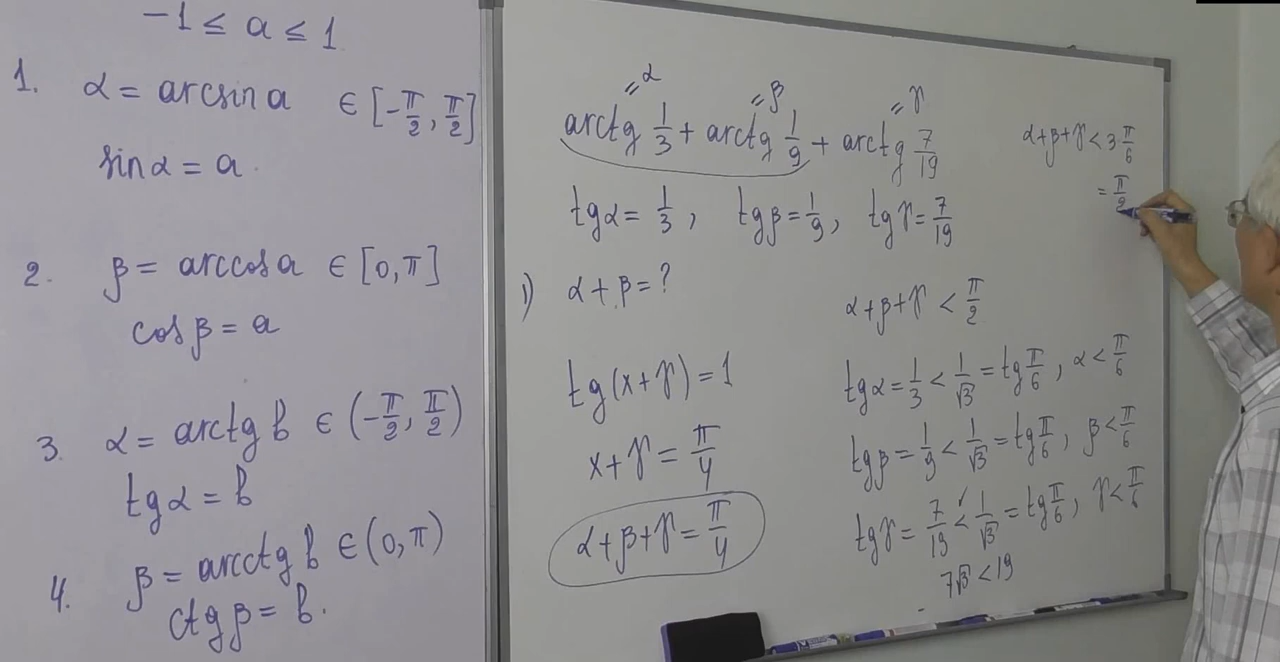 -1 ≤ a ≤ 1
1. α = arcsin a ∈ [-π/2, π/2]
sin α = a.
2. β = arccos a ∈ [0, π]
cos β = a
3. α = arctg b ∈ (-π/2, π/2)
tg α = b
4. β = arcctg b ∈ (0, π)
ctg β = b.
= α = β = γ
arctg 1/3 + arctg 1/9 + arctg 7/19
tg α = 1/3, tg β = 1/9, tg γ = 7/19
1) α + β = ?
tg(x+γ) = 1
x + γ = π/4
α + β + γ = π/4
α+β+γ < 3 π/6
= π/2
α + β + γ < π/2
tg α = 1/3 < 1/√3 = tg π/6, α < π/6
tg β = 1/9 < 1/√3 = tg π/6, β < π/6
tg γ = 7/19 < 1/√3 = tg π/6, γ < π/6
7√3 < 19